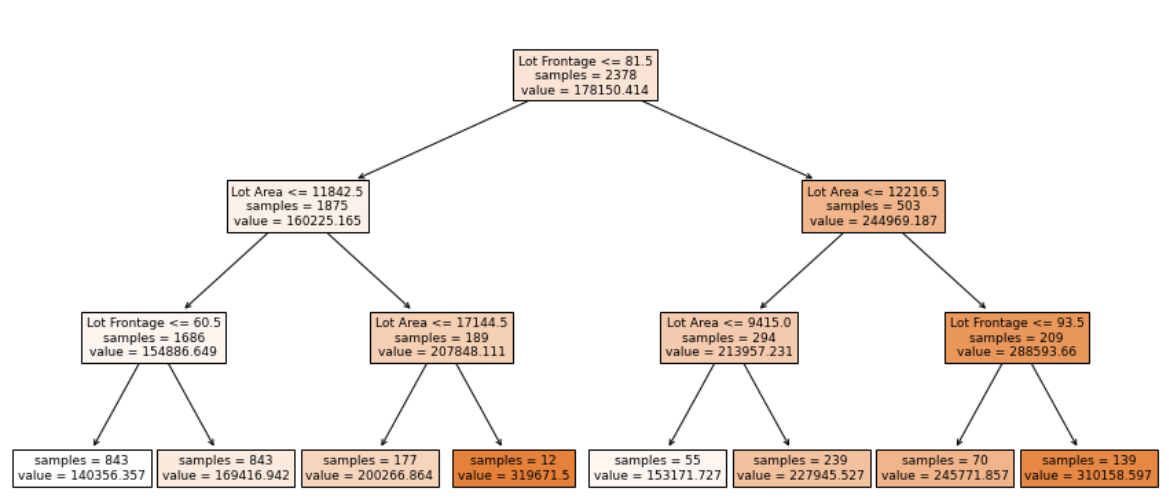 Lot Frontage <= 81.5
samples = 2378
value = 178150.414
Lot Area <= 11842.5
samples = 1875
value = 160225.165
Lot Area <= 12216.5
samples = 503
value = 244969.187
Lot Frontage <= 60.5
samples = 1686
value = 154886.649
Lot Area <= 17144.5
samples = 189
value = 207848.111
Lot Area <= 9415.0
samples = 294
value = 213957.231
Lot Frontage <= 93.5
samples = 209
value = 288593.66
samples = 843
value = 140356.357
samples = 843
value = 169416.942
samples = 177
value = 200266.864
samples = 12
value = 319671.5
samples = 55
value = 153171.727
samples = 239
value = 227945.527
samples = 70
value = 245771.857
samples = 139
value = 310158.597